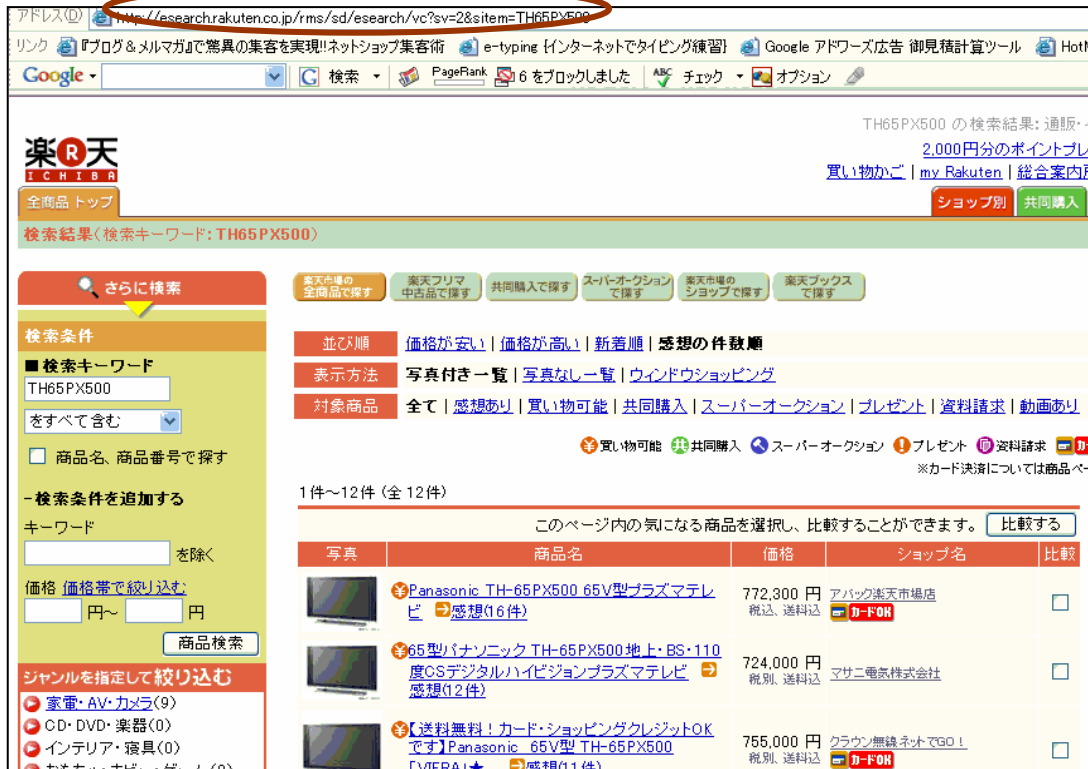 アドレス(D) http://esearch.rakuten.co.jp/rms/sd/esearch/vc?sv=2&sitem=TH65PX500
リンク 『ブログ&メルマガ』で驚異の集客を実現!!ネットショップ集客術 e-typing [インターネットでタイピング練習] Google アドワーズ広告 御見積計算ツール
Google 検索 PageRank 6 をブロックしました ABC チェック オプション
TH65PX500 の検索結果: 通販・
楽R天
ICHIBA
2,000円分のポイントプレ
買い物かご | my Rakuten | 総合案内所
全商品 トップ ショップ別 共同購入
検索結果(検索キーワード: TH65PX500)
さらに検索
楽天市場の全商品で探す 楽天フリマ中古品で探す 共同購入で探す スーパーオークションで探す 楽天市場のショップで探す 楽天ブックスで探す
検索条件
■検索キーワード
TH65PX500
をすべて含む
商品名、商品番号で探す
-検索条件を追加する
キーワード
を除く
価格 価格帯で絞り込む
円~ 円
商品検索
ジャンルを指定して絞り込む
家電・AV・カメラ(9)
CD・DVD・楽器(0)
インテリア・寝具(0)
並び順 価格が安い | 価格が高い | 新着順 | 感想の件数順
表示方法 写真付き一覧 | 写真なし一覧 | ウィンドウショッピング
対象商品 全て | 感想あり | 買い物可能 | 共同購入 | スーパーオークション | プレゼント | 資料請求 | 動画あり
¥買い物可能 共共同購入 スーパーオークション プレゼント 資料請求
※カード決済については商品ペー
1件~12件 (全 12件)
このページ内の気になる商品を選択し、比較することができます。 比較する
写真 商品名 価格 ショップ名 比較
¥Panasonic TH-65PX500 65V型プラズマテレビ 感想(16件)
772,300 円
税込、送料込
アバック楽天市場店
カードOK
¥65型パナソニック TH-65PX500地上・BS・110度CSデジタルハイビジョンプラズマテレビ 感想(12件)
724,000 円
税別、送料込
マサニ電気株式会社
¥【送料無料!カード・ショッピングクレジットOKです】Panasonic 65V型 TH-65PX500「VIERA」★ 感想(11件)
755,000 円
税別、送料込
クラウン無線ネットでGO!
カードOK